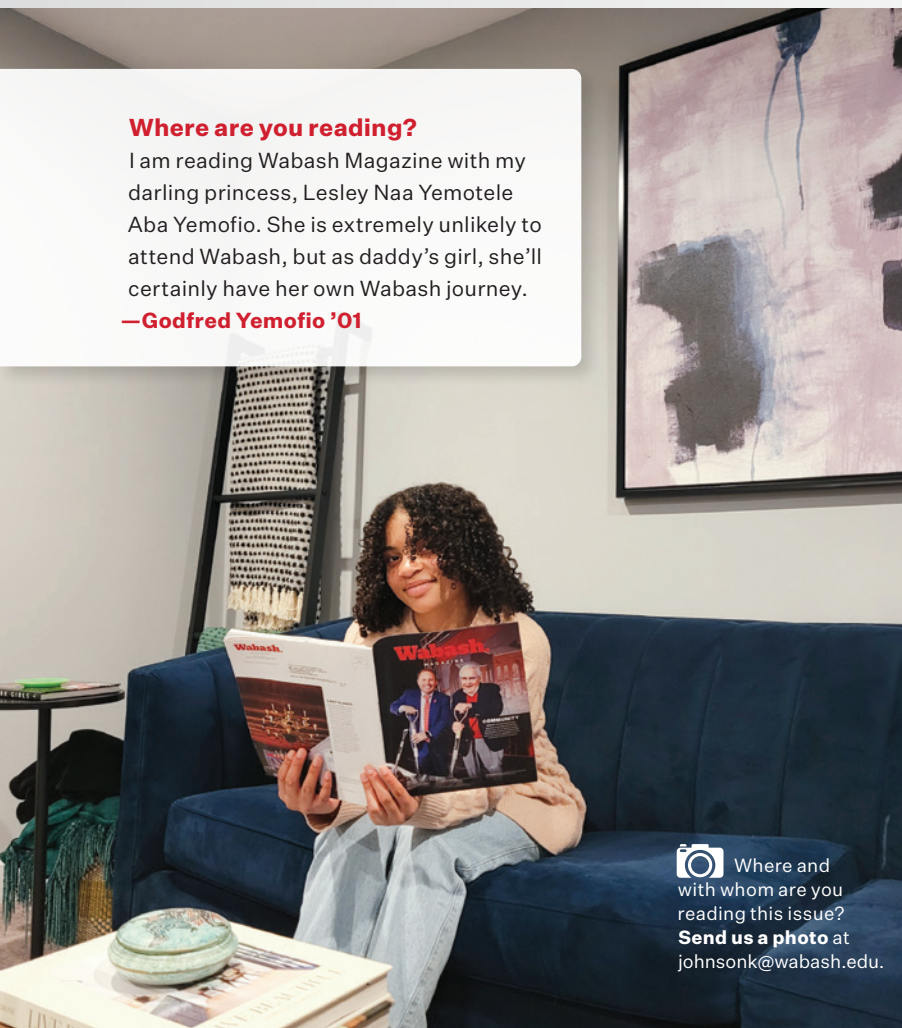 Where are you reading?
I am reading Wabash Magazine with my
darling princess, Lesley Naa Yemotele
Aba Yemofio. She is extremely unlikely to
attend Wabash, but as daddy’s girl, she’ll
certainly have her own Wabash journey.
—Godfred Yemofio ’01
Wabash.
Wabash.
MAGAZINE
COMMUNITY
GIRLS
Where and
with whom are you
reading this issue?
Send us a photo at
johnsonk@wabash.edu.